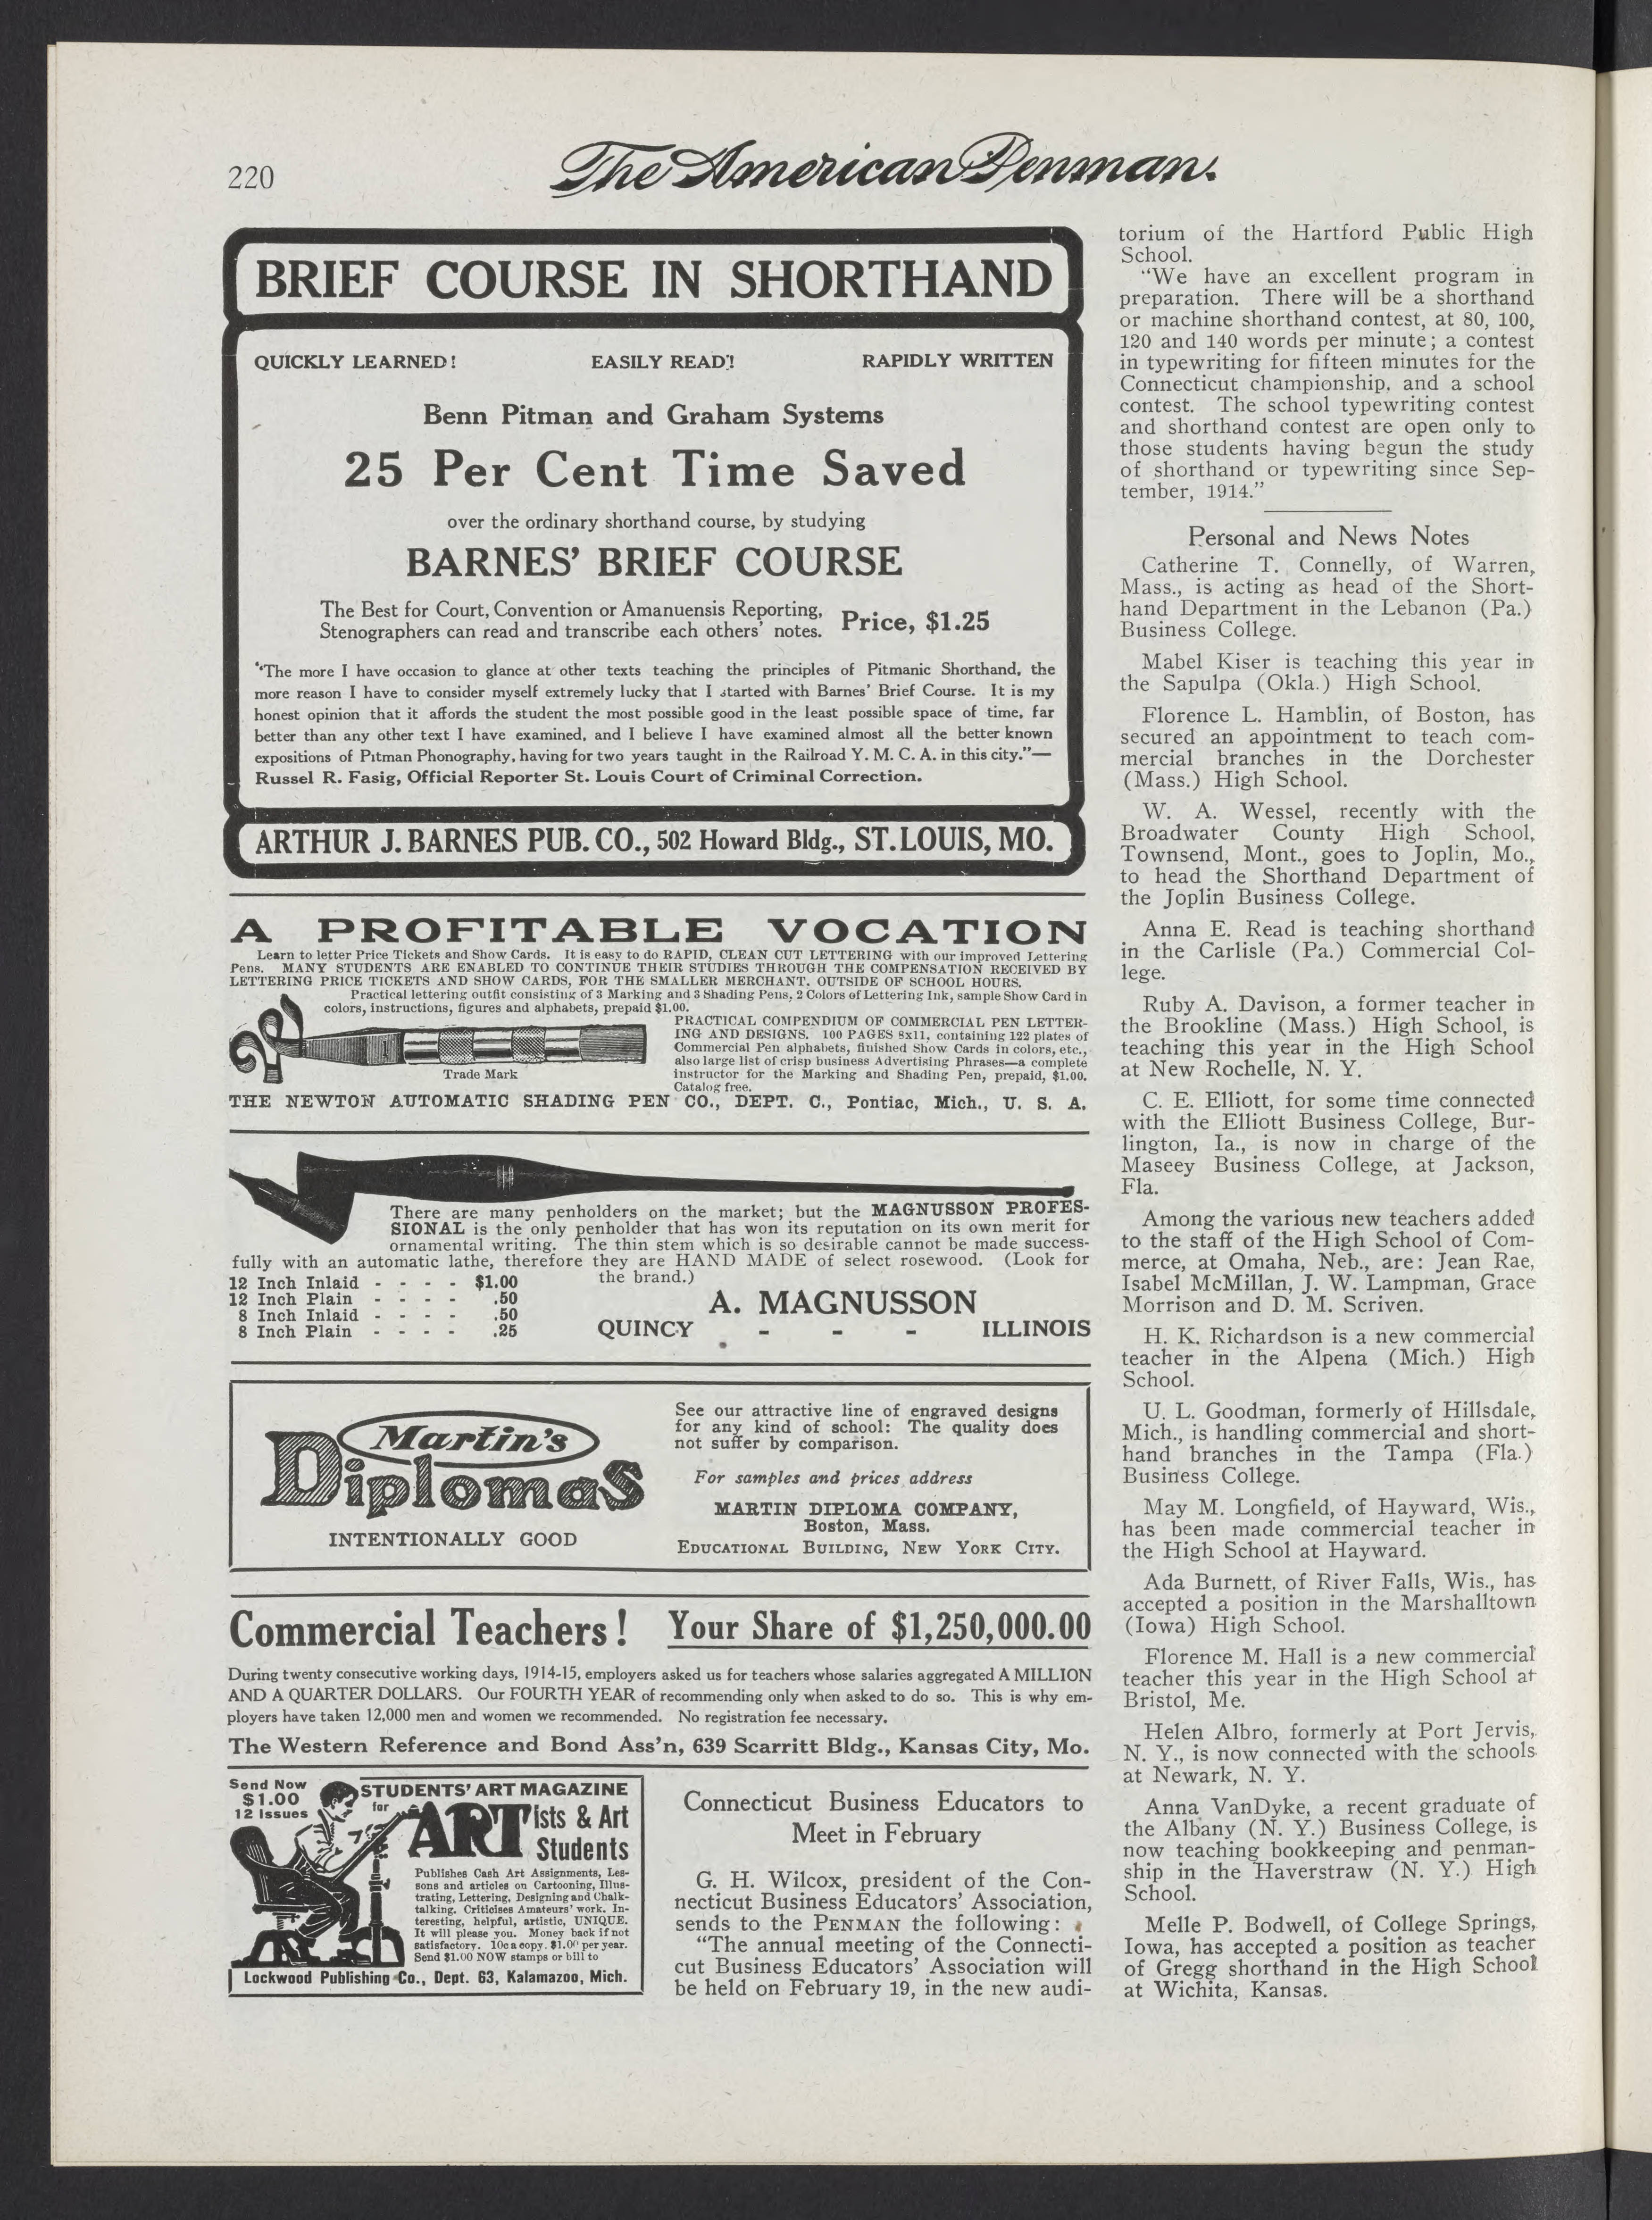 220
The American Penman.
BRIEF COURSE IN SHORTHAND
QUICKLY LEARNED! EASILY READ! RAPIDLY WRITTEN
Benn Pitman and Graham Systems
25 Per Cent Time Saved
over the ordinary shorthand course, by studying
BARNES' BRIEF COURSE
The Best for Court, Convention or Amanuensis Reporting,
Stenographers can read and transcribe each others' notes.
Price, $1.25
"The more I have occasion to glance at other texts teaching the principles of Pitmanic Shorthand, the
more reason I have to consider myself extremely lucky that I started with Barnes' Brief Course. It is my
honest opinion that it affords the student the most possible good in the least possible space of time, far
better than any other text I have examined, and I believe I have examined almost all the better known
expositions of Pitman Phonography, having for two years taught in the Railroad Y. M. C. A. in this city."—
Russel R. Fasig, Official Reporter St. Louis Court of Criminal Correction.
ARTHUR J. BARNES PUB. CO., 502 Howard Bldg., ST. LOUIS, MO.
A PROFITABLE VOCATION
Learn to letter Price Tickets and Show Cards. It is easy to do RAPID, CLEAN CUT LETTERING with our improved Lettering
Pens. MANY STUDENTS ARE ENABLED TO CONTINUE THEIR STUDIES THROUGH THE COMPENSATION RECEIVED BY
LETTERING PRICE TICKETS AND SHOW CARDS, FOR THE SMALLER MERCHANT, OUTSIDE OF SCHOOL HOURS.
Practical lettering outfit consisting of 3 Marking and 3 Shading Pens, 2 Colors of Lettering Ink, sample Show Card in
colors, instructions, figures and alphabets, prepaid $1.00.
PRACTICAL COMPENDIUM OF COMMERCIAL PEN LETTER-
ING AND DESIGNS. 100 PAGES 8x11, containing 122 plates of
Commercial Pen alphabets, finished Show Cards in colors, etc.,
also large list of crisp business Advertising Phrases—a complete
instructor for the Marking and Shading Pen, prepaid, $1.00.
Catalog free.
1
Trade Mark
THE NEWTON AUTOMATIC SHADING PEN CO., DEPT. C., Pontiac, Mich., U. S. A.
There are many penholders on the market; but the MAGNUSSON PROFES-
SIONAL is the only penholder that has won its reputation on its own merit for
ornamental writing. The thin stem which is so desirable cannot be made success-
fully with an automatic lathe, therefore they are HAND MADE of select rosewood. (Look for
the brand.)
12 Inch Inlaid - - - - $1.00
12 Inch Plain - - - - .50
8 Inch Inlaid - - - - .50
8 Inch Plain - - - - .25
A. MAGNUSSON
QUINCY - - - ILLINOIS
Martin's
Diplomas
INTENTIONALLY GOOD
See our attractive line of engraved designs
for any kind of school: The quality does
not suffer by comparison.
For samples and prices address
MARTIN DIPLOMA COMPANY,
Boston, Mass.
EDUCATIONAL BUILDING, NEW YORK CITY.
Commercial Teachers! Your Share of $1,250,000.00
During twenty consecutive working days, 1914-15, employers asked us for teachers whose salaries aggregated A MILLION
AND A QUARTER DOLLARS. Our FOURTH YEAR of recommending only when asked to do so. This is why em-
ployers have taken 12,000 men and women we recommended. No registration fee necessary.
The Western Reference and Bond Ass'n, 639 Scarritt Bldg., Kansas City, Mo.
Send Now
$1.00
12 Issues
STUDENTS' ART MAGAZINE
for
ARTists & Art
Students
Publishes Cash Art Assignments, Les-
sons and articles on Cartooning, Illus-
trating, Lettering, Designing and Chalk-
talking. Criticises Amateurs' work. In-
teresting, helpful, artistic, UNIQUE.
It will please you. Money back if not
satisfactory. 10c a copy. $1.00 per year.
Send $1.00 NOW stamps or bill to
Lockwood Publishing Co., Dept. 63, Kalamazoo, Mich.
Connecticut Business Educators to
Meet in February
G. H. Wilcox, president of the Con-
necticut Business Educators' Association,
sends to the PENMAN the following:
"The annual meeting of the Connecti-
cut Business Educators' Association will
be held on February 19, in the new audi-
torium of the Hartford Public High
School.
"We have an excellent program in
preparation. There will be a shorthand
or machine shorthand contest, at 80, 100,
120 and 140 words per minute; a contest
in typewriting for fifteen minutes for the
Connecticut championship, and a school
contest. The school typewriting contest
and shorthand contest are open only to
those students having begun the study
of shorthand or typewriting since Sep-
tember, 1914."
Personal and News Notes
Catherine T. Connelly, of Warren,
Mass., is acting as head of the Short-
hand Department in the Lebanon (Pa.)
Business College.
Mabel Kiser is teaching this year in
the Sapulpa (Okla.) High School.
Florence L. Hamblin, of Boston, has
secured an appointment to teach com-
mercial branches in the Dorchester
(Mass.) High School.
W. A. Wessel, recently with the
Broadwater County High School,
Townsend, Mont., goes to Joplin, Mo.,
to head the Shorthand Department of
the Joplin Business College.
Anna E. Read is teaching shorthand
in the Carlisle (Pa.) Commercial Col-
lege.
Ruby A. Davison, a former teacher in
the Brookline (Mass.) High School, is
teaching this year in the High School
at New Rochelle, N. Y.
C. E. Elliott, for some time connected
with the Elliott Business College, Bur-
lington, Ia., is now in charge of the
Maseey Business College, at Jackson,
Fla.
Among the various new teachers added
to the staff of the High School of Com-
merce, at Omaha, Neb., are: Jean Rae,
Isabel McMillan, J. W. Lampman, Grace
Morrison and D. M. Scriven.
H. K. Richardson is a new commercial
teacher in the Alpena (Mich.) High
School.
U. L. Goodman, formerly of Hillsdale,
Mich., is handling commercial and short-
hand branches in the Tampa (Fla.)
Business College.
May M. Longfield, of Hayward, Wis.,
has been made commercial teacher in
the High School at Hayward.
Ada Burnett, of River Falls, Wis., has
accepted a position in the Marshalltown
(Iowa) High School.
Florence M. Hall is a new commercial
teacher this year in the High School at
Bristol, Me.
Helen Albro, formerly at Port Jervis,
N. Y., is now connected with the schools
at Newark, N. Y.
Anna VanDyke, a recent graduate of
the Albany (N. Y.) Business College, is
now teaching bookkeeping and penman-
ship in the Haverstraw (N. Y.) High
School.
Melle P. Bodwell, of College Springs,
Iowa, has accepted a position as teacher
of Gregg shorthand in the High School
at Wichita, Kansas.